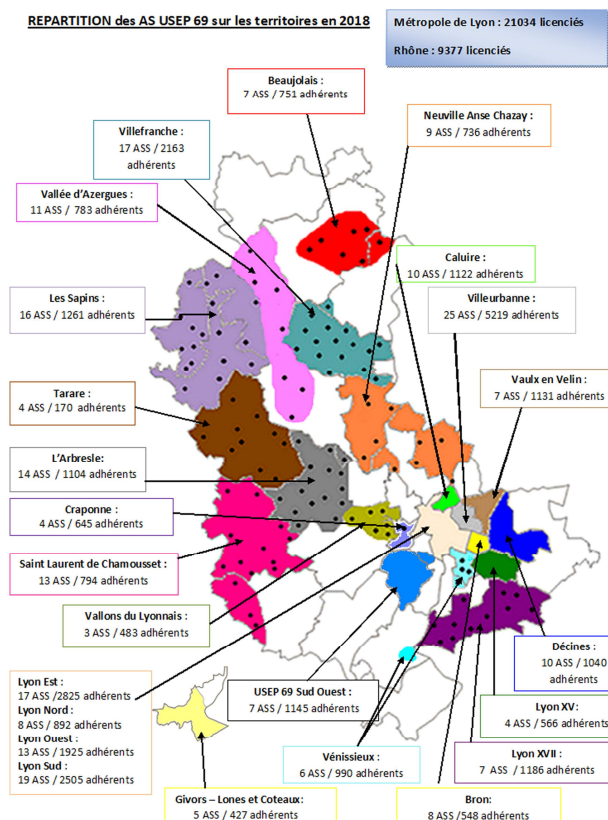 REPARTITION des AS USEP 69 sur les territoires en 2018
Métropole de Lyon : 21034 licenciés
Rhône : 9377 licenciés
Beaujolais :
7 ASS / 751 adhérents
Neuville Anse Chazay :
9 ASS / 736 adhérents
Villefranche :
17 ASS / 2163
adhérents
Vallée d’Azergues :
11 ASS / 783 adhérents
Caluire :
10 ASS / 1122 adhérents
Villeurbanne :
25 ASS / 5219 adhérents
Les Sapins :
16 ASS / 1261 adhérents
Vaulx en Velin :
7 ASS / 1131 adhérents
Tarare :
4 ASS / 170 adhérents
L’Arbresle:
14 ASS / 1104 adhérents
Craponne :
4 ASS / 645 adhérents
Saint Laurent de Chamousset :
13 ASS / 794 adhérents
Vallons du Lyonnais :
3 ASS / 483 adhérents
Décines :
10 ASS / 1040
adhérents
Lyon Est :
17 ASS /2825 adhérents
Lyon Nord :
8 ASS / 892 adhérents
Lyon Ouest :
13 ASS / 1925 adhérents
Lyon Sud :
19 ASS / 2505 adhérents
USEP 69 Sud Ouest :
7 ASS / 1145 adhérents
Lyon XV:
4 ASS / 566 adhérents
Vénissieux :
6 ASS / 990 adhérents
Lyon XVII :
7 ASS / 1186 adhérents
Givors – Lones et Coteaux:
5 ASS / 427 adhérents
Bron:
8 ASS /548 adhérents